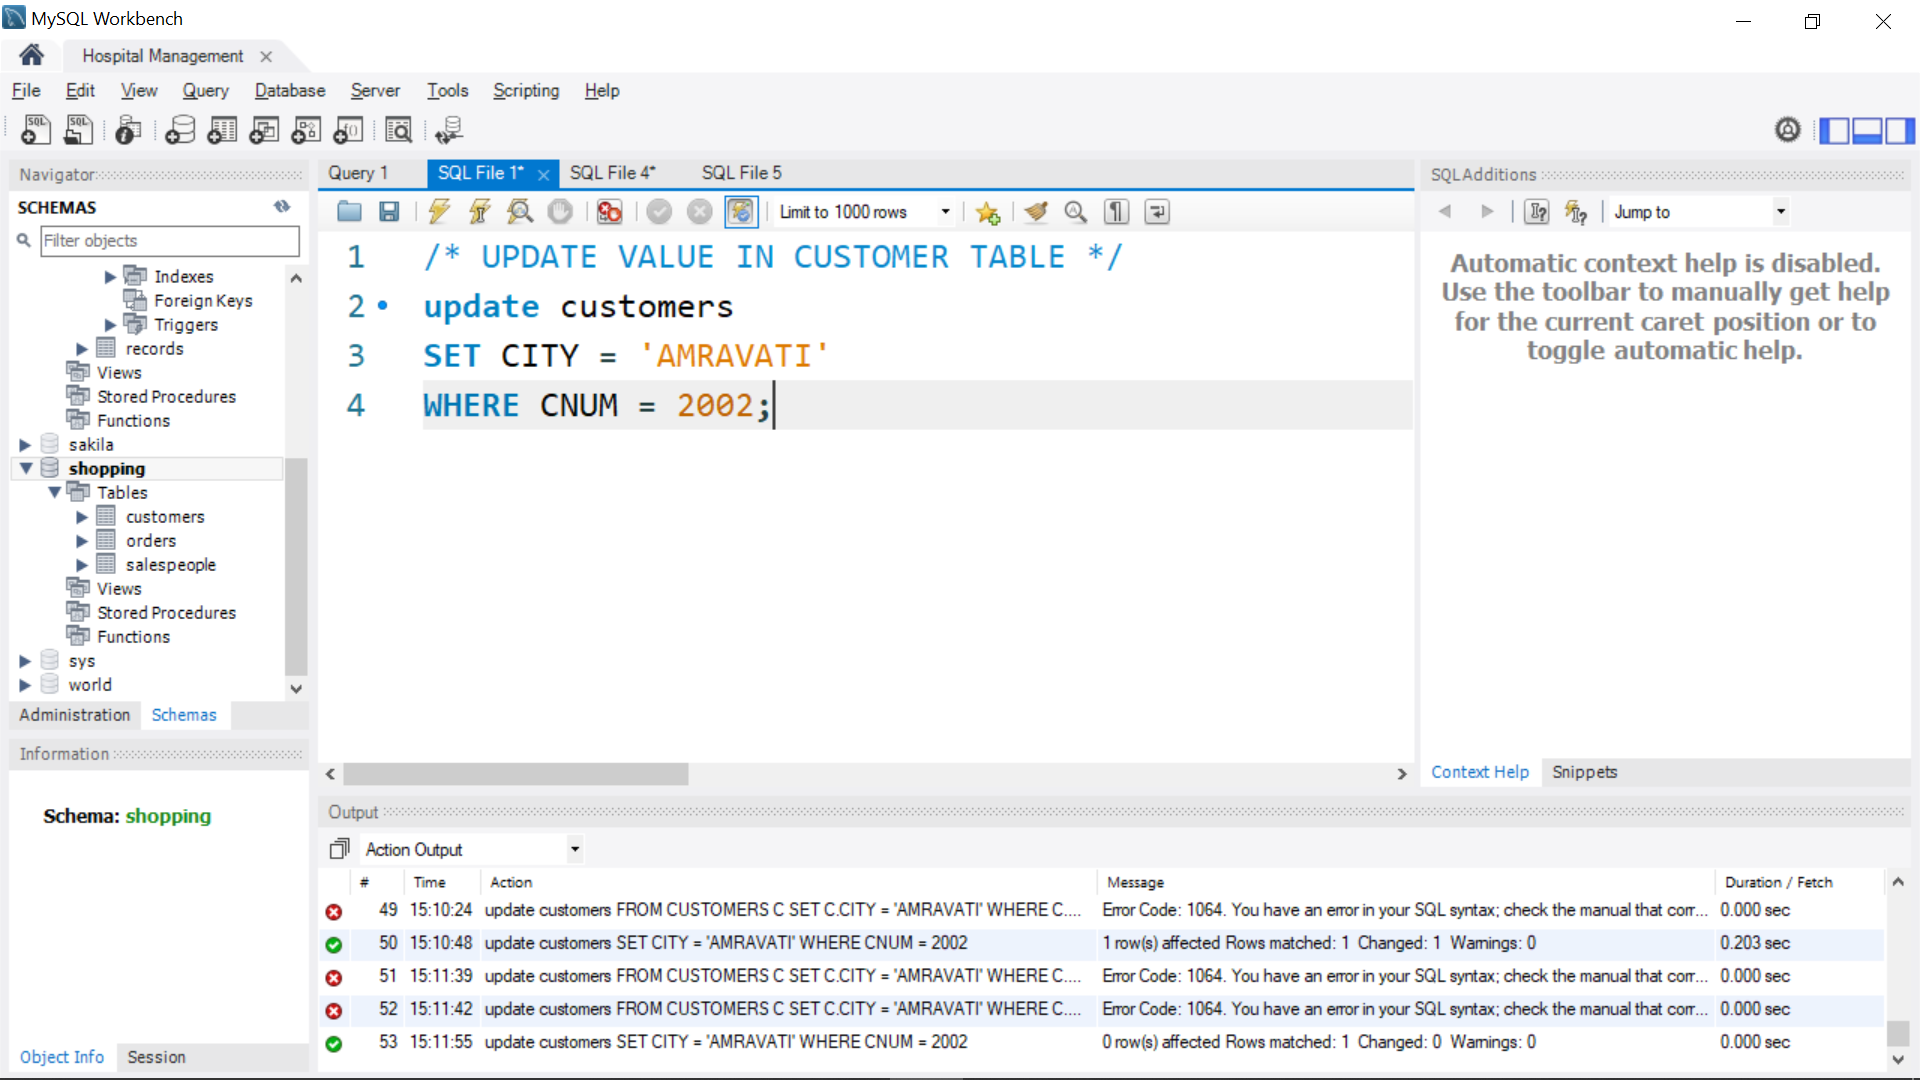 MySQL Workbench
Hospital Management
File Edit View Query Database Server Tools Scripting Help
Navigator
SCHEMAS
Filter objects
Indexes
Foreign Keys
Triggers
records
Views
Stored Procedures
Functions
sakila
shopping
Tables
customers
orders
salespeople
Views
Stored Procedures
Functions
sys
world
Administration Schemas
Information
Schema: shopping
Object Info Session
Query 1 SQL File 1* SQL File 4* SQL File 5
Limit to 1000 rows
1 /* UPDATE VALUE IN CUSTOMER TABLE */
2 update customers
3 SET CITY = 'AMRAVATI'
4 WHERE CNUM = 2002;
SQLAdditions
Jump to
Automatic context help is disabled.
Use the toolbar to manually get help
for the current caret position or to
toggle automatic help.
Context Help Snippets
Output
Action Output
# Time Action Message Duration / Fetch
49 15:10:24 update customers FROM CUSTOMERS C SET C.CITY = 'AMRAVATI' WHERE C.... Error Code: 1064. You have an error in your SQL syntax; check the manual that corr... 0.000 sec
50 15:10:48 update customers SET CITY = 'AMRAVATI' WHERE CNUM = 2002 1 row(s) affected Rows matched: 1 Changed: 1 Warnings: 0 0.203 sec
51 15:11:39 update customers FROM CUSTOMERS C SET C.CITY = 'AMRAVATI' WHERE C.... Error Code: 1064. You have an error in your SQL syntax; check the manual that corr... 0.000 sec
52 15:11:42 update customers FROM CUSTOMERS C SET C.CITY = 'AMRAVATI' WHERE C.... Error Code: 1064. You have an error in your SQL syntax; check the manual that corr... 0.000 sec
53 15:11:55 update customers SET CITY = 'AMRAVATI' WHERE CNUM = 2002 0 row(s) affected Rows matched: 1 Changed: 0 Warnings: 0 0.000 sec